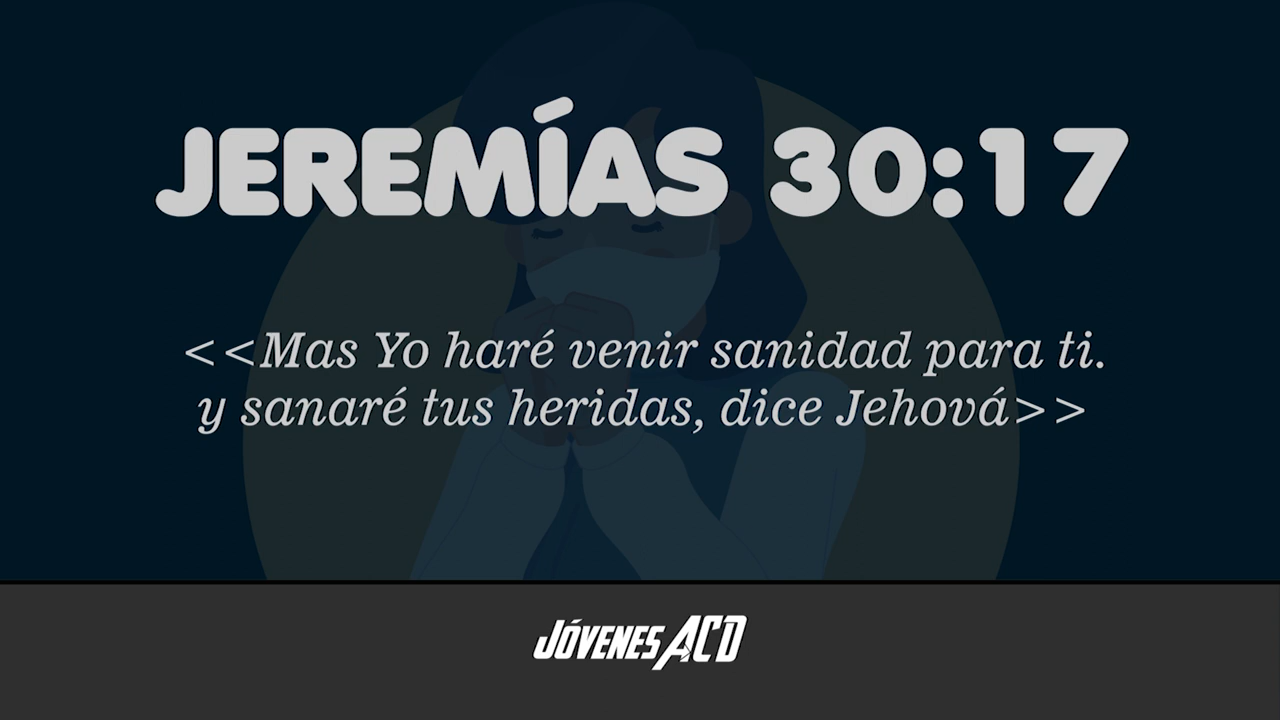 JEREMÍAS 30:17
<<Mas Yo haré venir sanidad para ti.
y sanaré tus heridas, dice Jehová>>
JÓVENES ACD